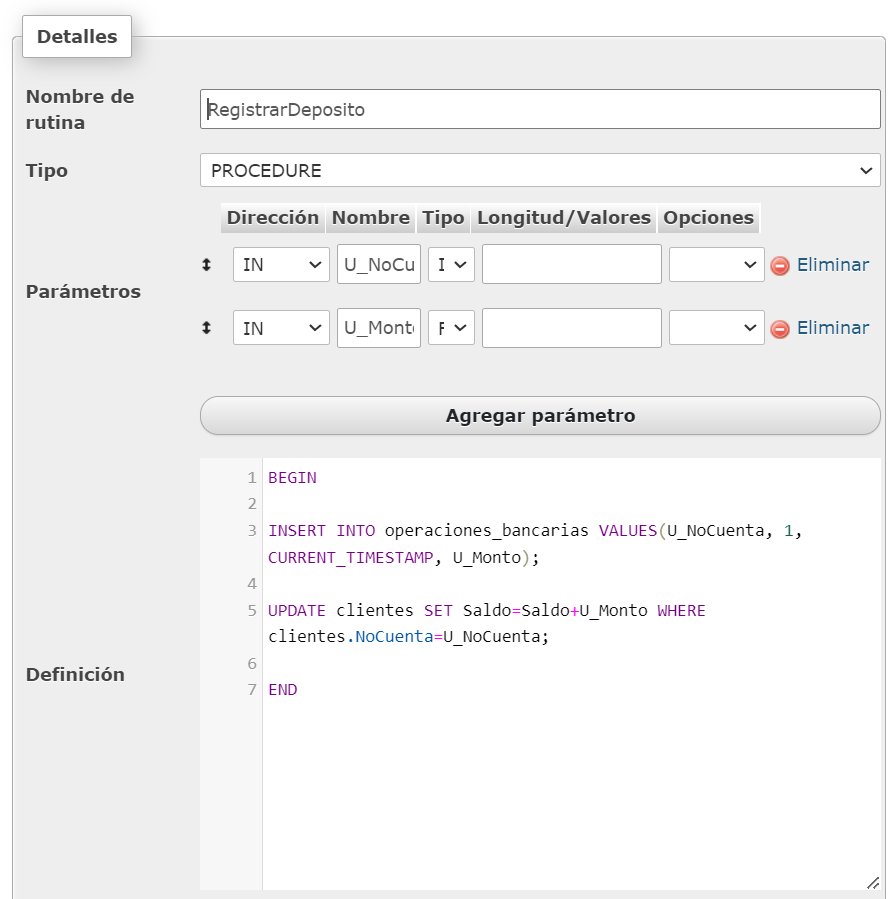 Detalles
Nombre de
rutina
RegistrarDeposito
Tipo
PROCEDURE
Parámetros
Dirección Nombre Tipo Longitud/Valores Opciones
IN U_NoCu I Eliminar
IN U_Mont Eliminar
Agregar parámetro
Definición
1 BEGIN
2
3 INSERT INTO operaciones_bancarias VALUES(U_NoCuenta, 1,
CURRENT_TIMESTAMP, U_Monto);
4
5 UPDATE clientes SET Saldo=Saldo+U_Monto WHERE
clientes.NoCuenta=U_NoCuenta;
6
7 END